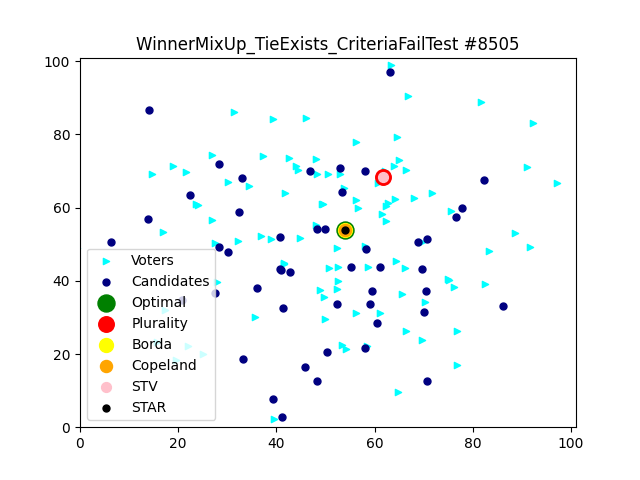 WinnerMixUp_TieExists_CriteriaFailTest #8505
100
80
60
40
20
0
Voters
Candidates
Optimal
Plurality
Borda
Copeland
STV
STAR
0 20 40 60 80 100